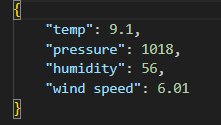 {
"temp": 9.1,
"pressure": 1018,
"humidity": 56,
"wind speed": 6.01
}